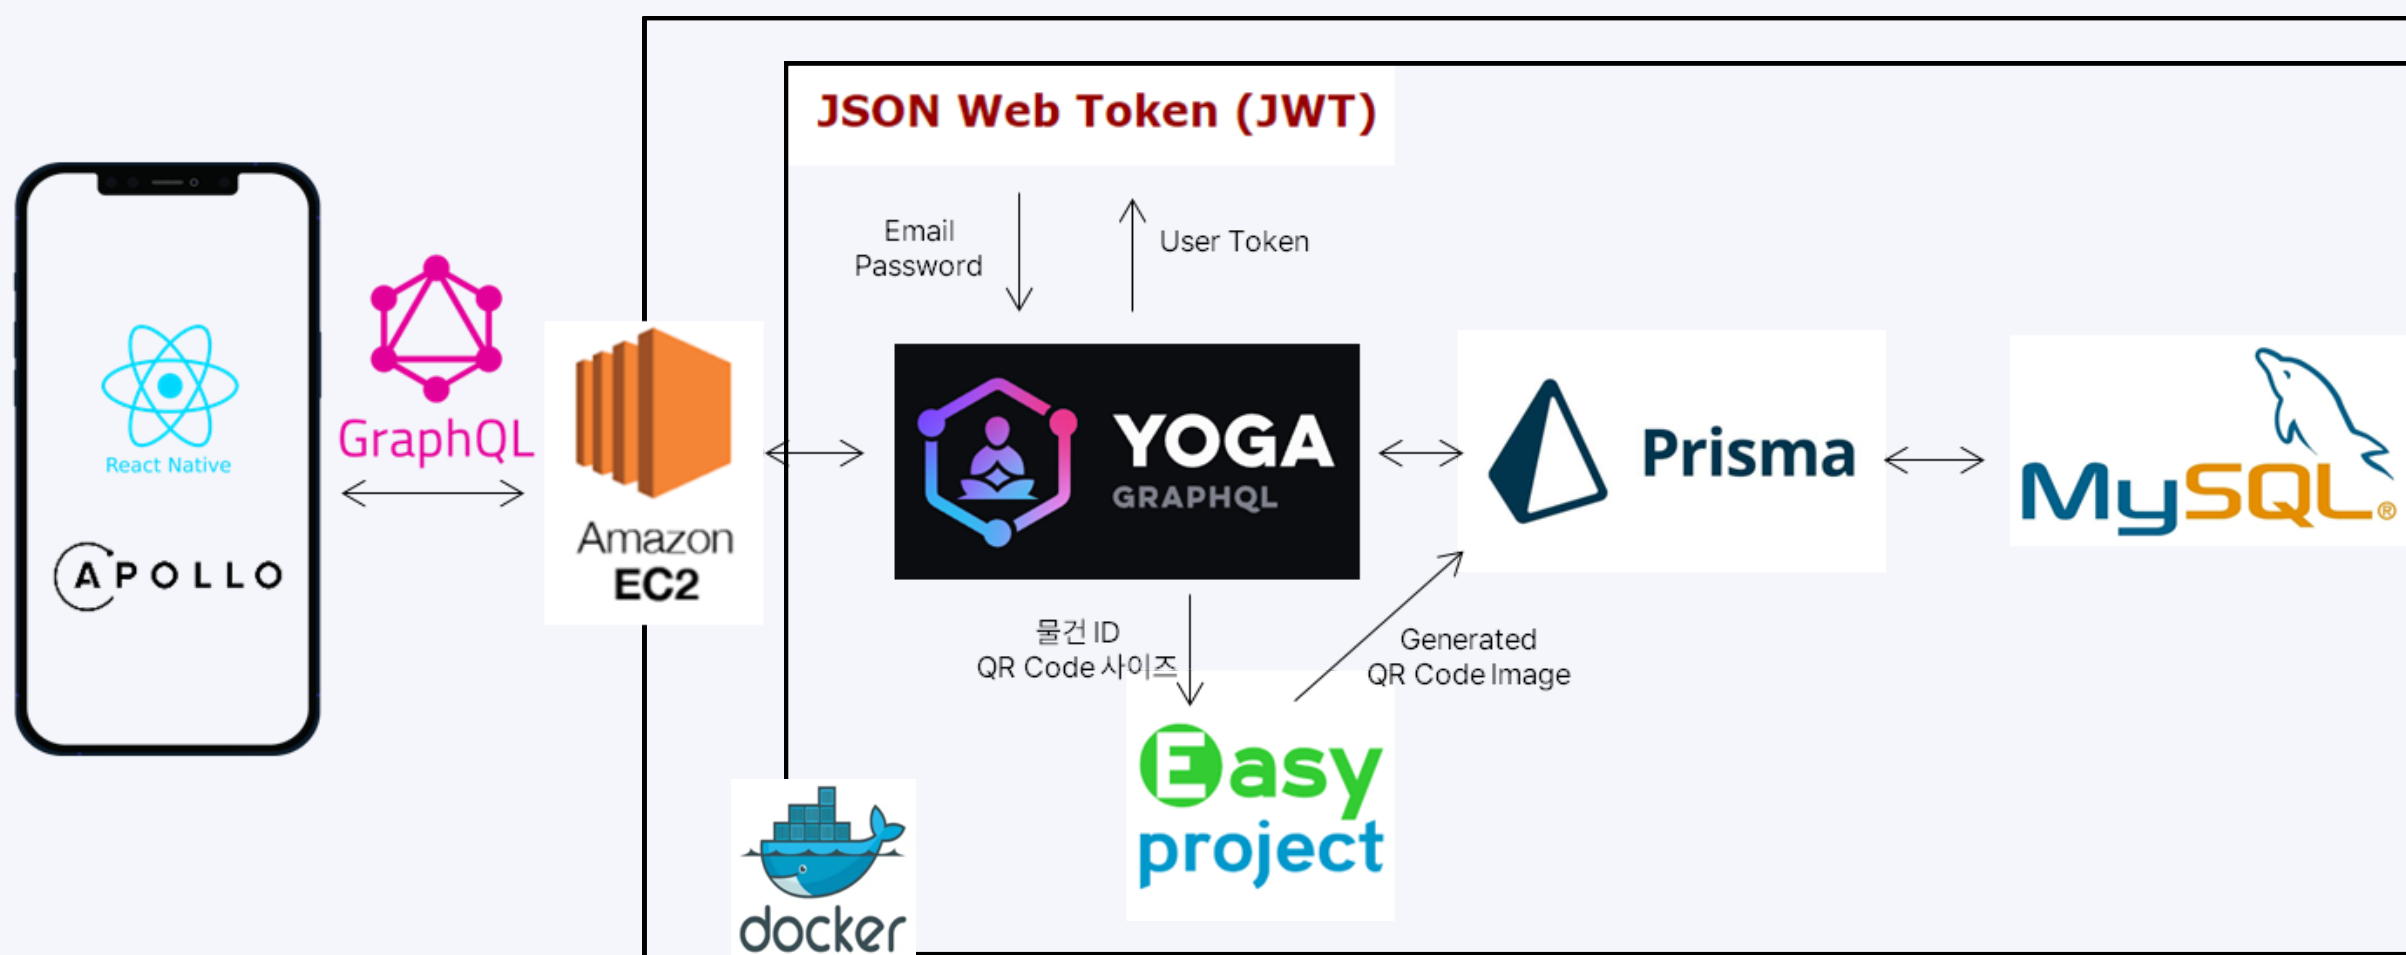 JSON Web Token (JWT)
Email
Password
User Token
React Native
APOLLO
GraphQL
Amazon
EC2
YOGA
GRAPHQL
Prisma
MySQL®
물건 ID
QR Code 사이즈
Generated
QR Code Image
Easy
project
docker